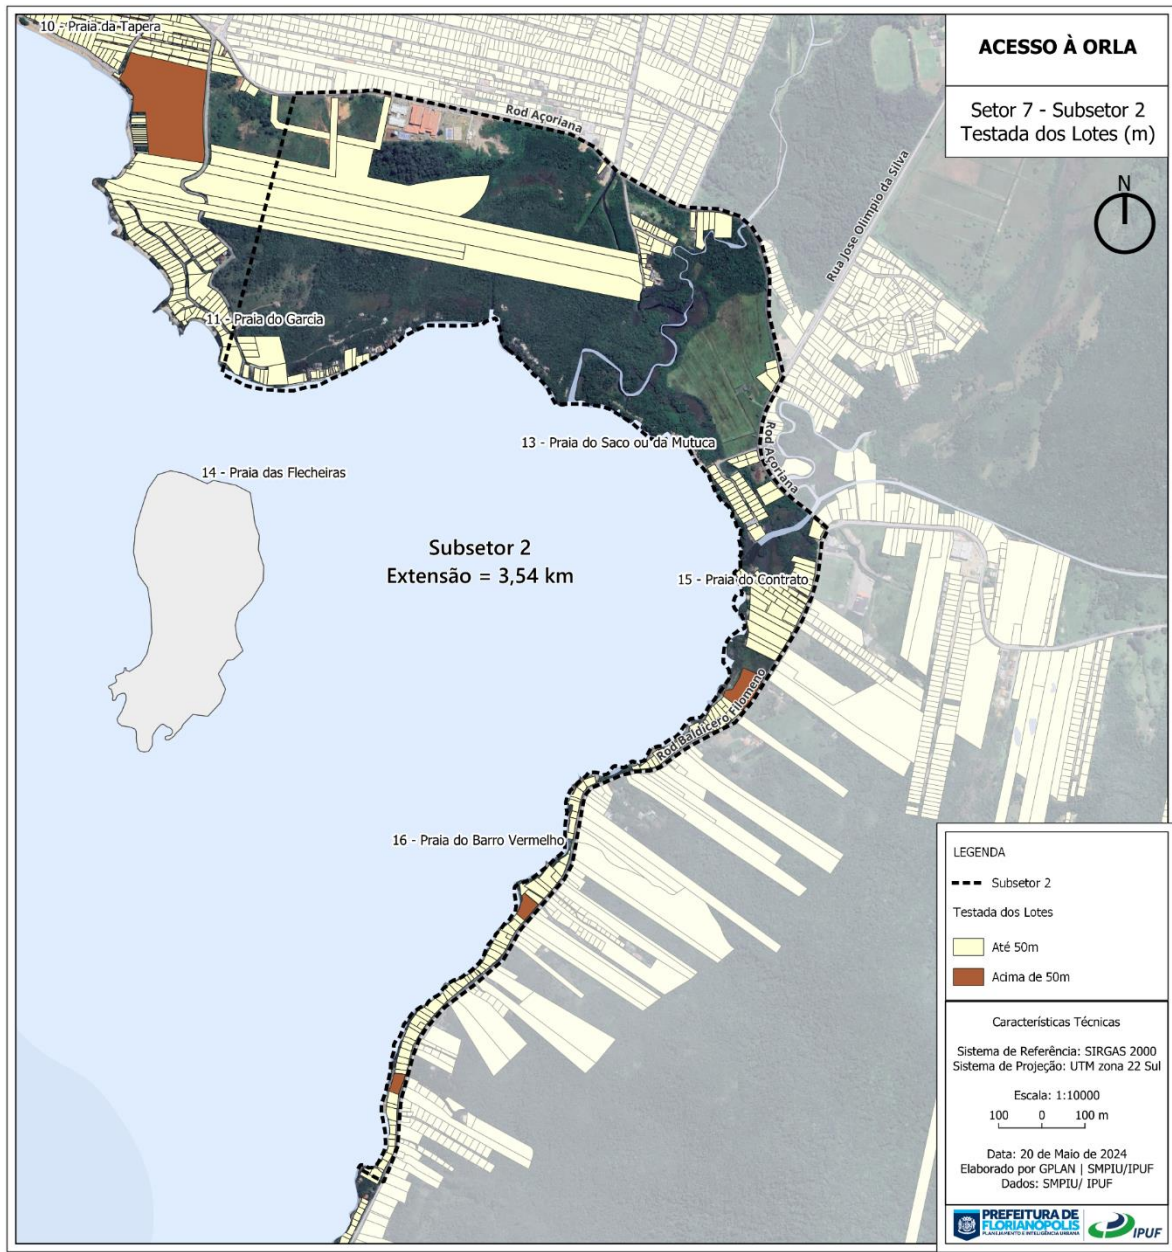 10 - Praia da Tapera
ACESSO À ORLA
Setor 7 - Subsetor 2
Testada dos Lotes (m)
Rod Açoriana
Rua Jose Olimpio da Silva
N
11 - Praia do Garcia
13 - Praia do Saco ou da Mutuca
Rod Açoriana
14 - Praia das Flecheiras
Subsetor 2
Extensão = 3,54 km
15 - Praia do Contrato
Rod Baldicero Filomeno
16 - Praia do Barro Vermelho
LEGENDA
Subsetor 2
Testada dos Lotes
Até 50m
Acima de 50m
Características Técnicas
Sistema de Referência: SIRGAS 2000
Sistema de Projeção: UTM zona 22 Sul
Escala: 1:10000
100 0 100 m
Data: 20 de Maio de 2024
Elaborado por GPLAN | SMPIU/IPUF
Dados: SMPIU/ IPUF
PREFEITURA DE
FLORIANÓPOLIS
PLANEJAMENTO E INTELIGÊNCIA URBANA
IPUF